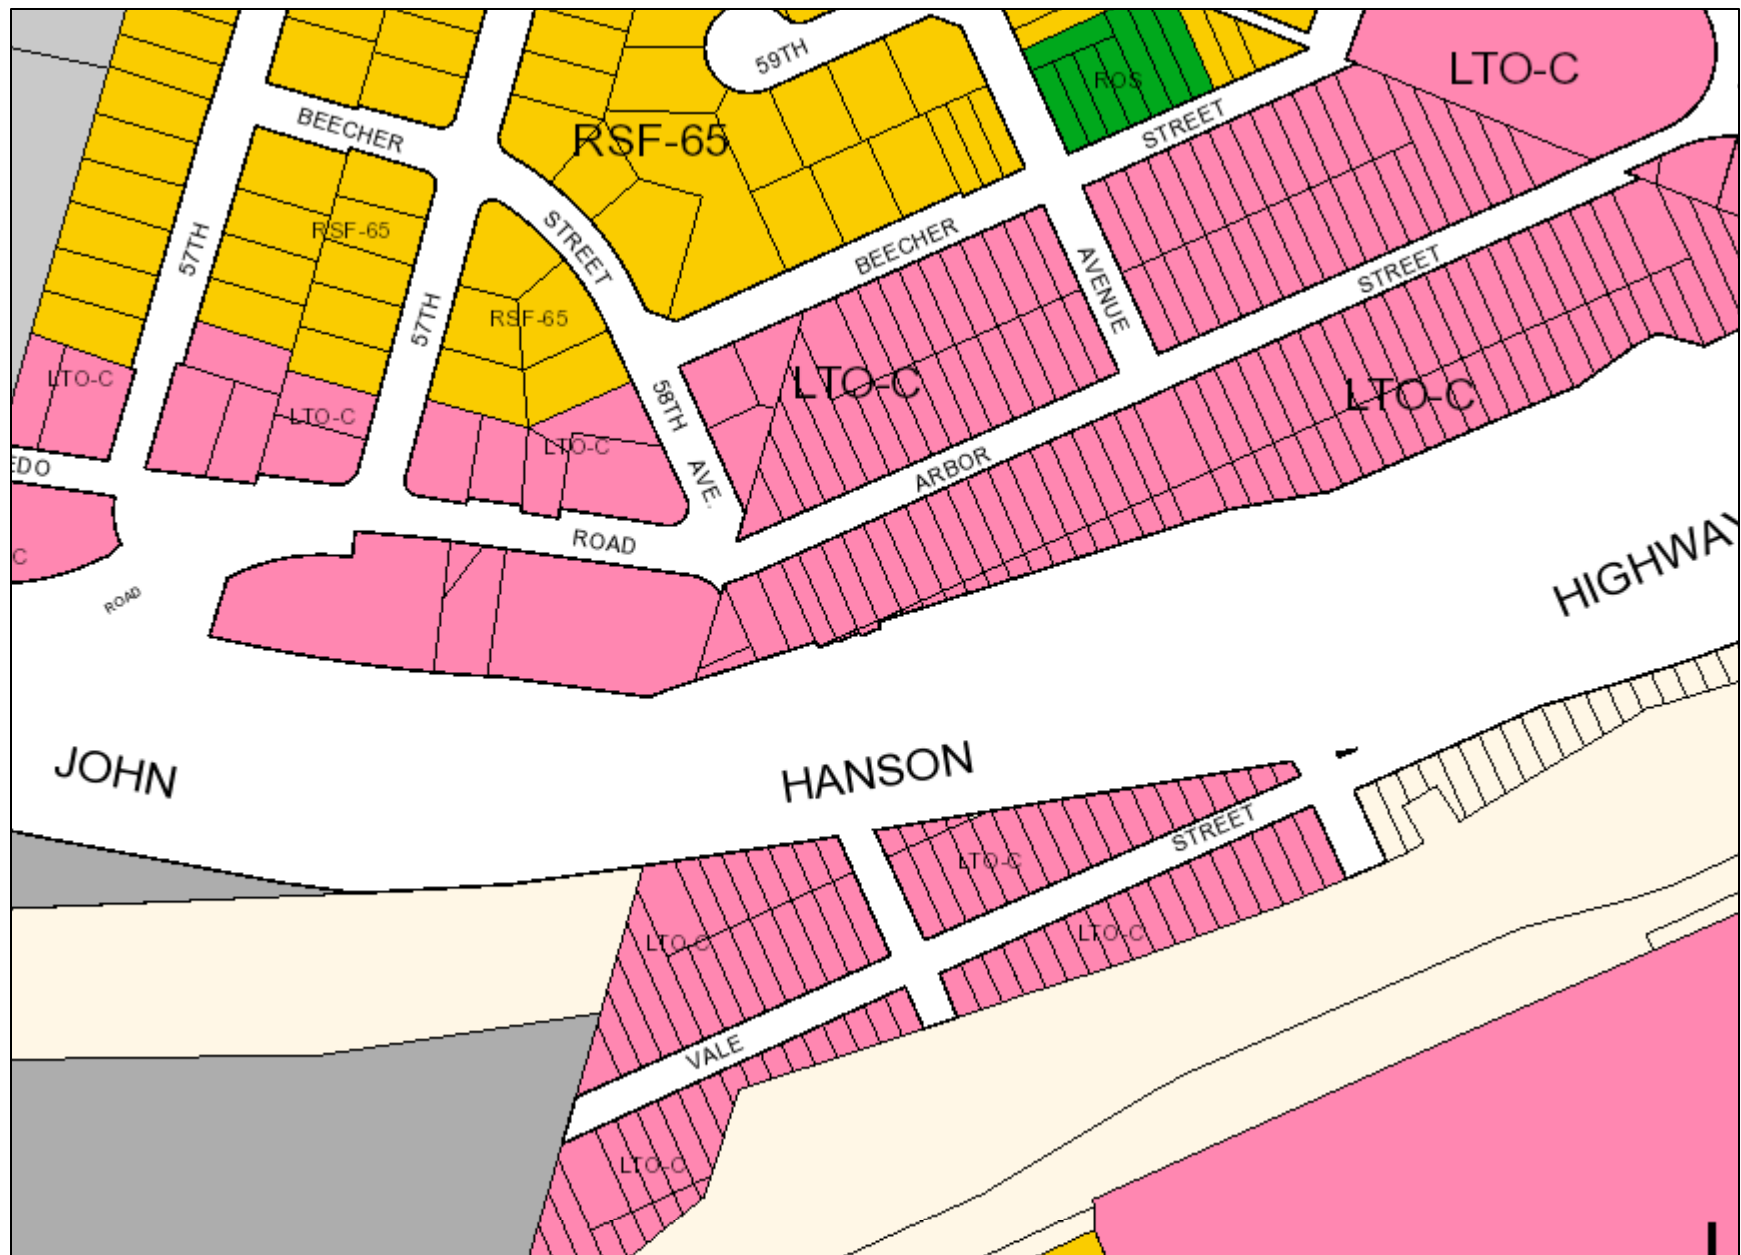 59TH
LTO-C
ROS
BEECHER
STREET
RSF-65
57TH
RSF-65
STREET
BEECHER
AVENUE
STREET
57TH
RSF-65
LTO-C
LTO-C
58TH
AVE.
LTO-C
LTO-C
LTO-C
ARBOR
EDO
ROAD
C
ROAD
HIGHWAY
JOHN
HANSON
STREET
LTO-C
LTO-C
LTO-C
VALE
LTO-C